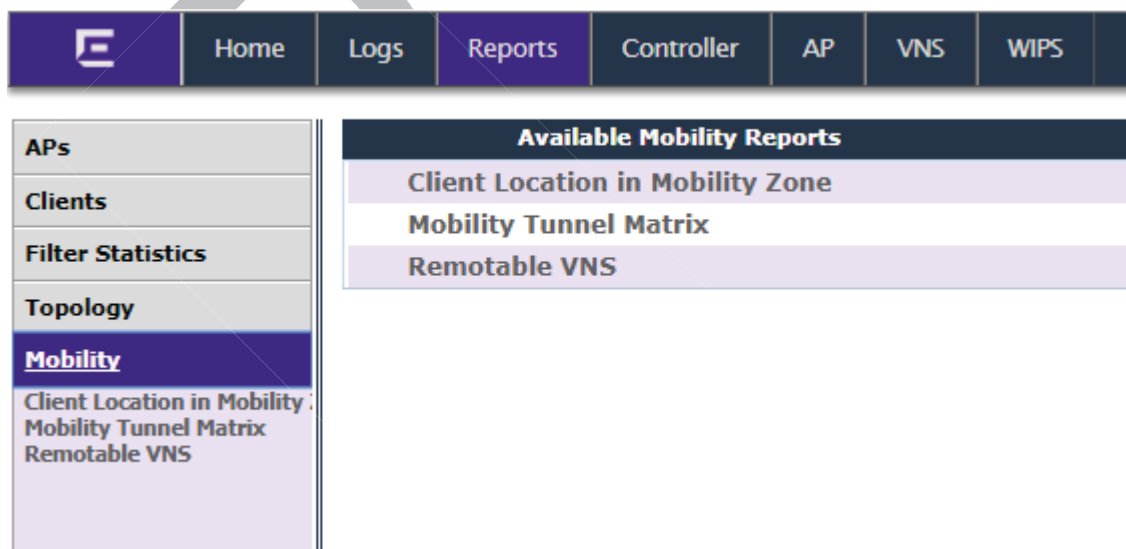 Home Logs Reports Controller AP VNS WIPS
APs
Clients
Filter Statistics
Topology
Mobility
Client Location in Mobility
Mobility Tunnel Matrix
Remotable VNS
Available Mobility Reports
Client Location in Mobility Zone
Mobility Tunnel Matrix
Remotable VNS